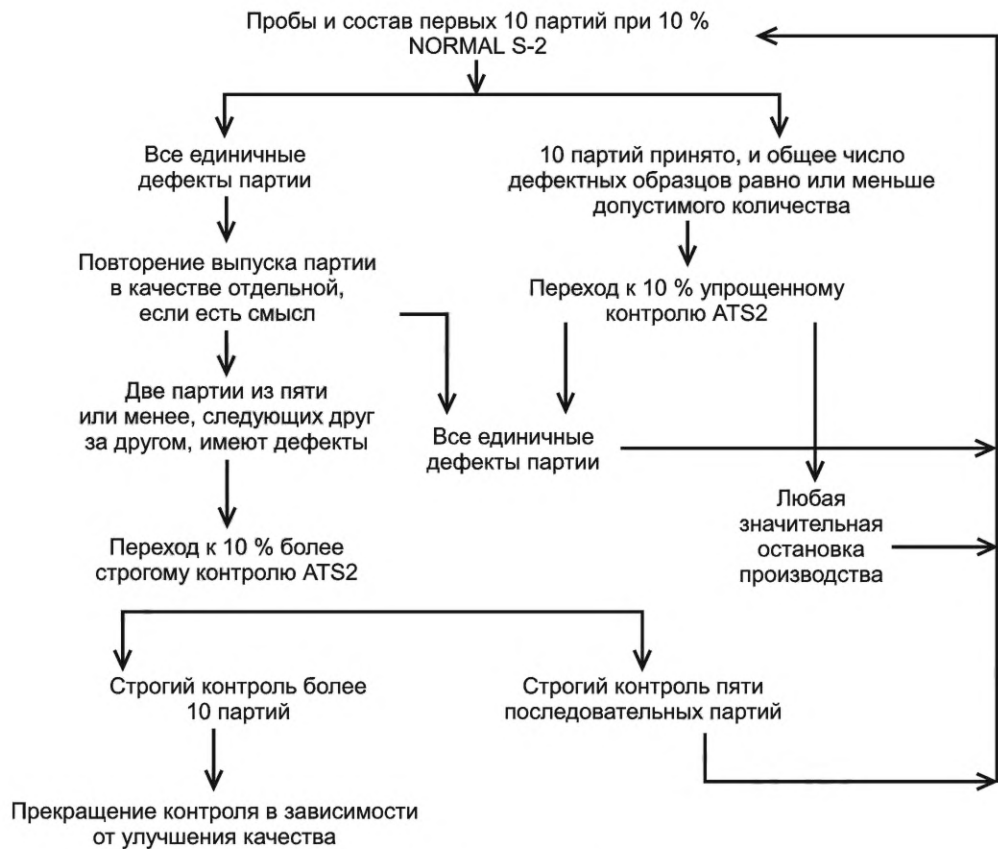 Пробы и состав первых 10 партий при 10 %
NORMAL S-2
Все единичные
дефекты партии
10 партий принято, и общее число
дефектных образцов равно или меньше
допустимого количества
Повторение выпуска партии
в качестве отдельной,
если есть смысл
Переход к 10 % упрощенному
контролю ATS2
Две партии из пяти
или менее, следующих друг
за другом, имеют дефекты
Все единичные
дефекты партии
Любая
значительная
остановка
производства
Переход к 10 % более
строгому контролю ATS2
Строгий контроль более
10 партий
Строгий контроль пяти
последовательных партий
Прекращение контроля в зависимости
от улучшения качества